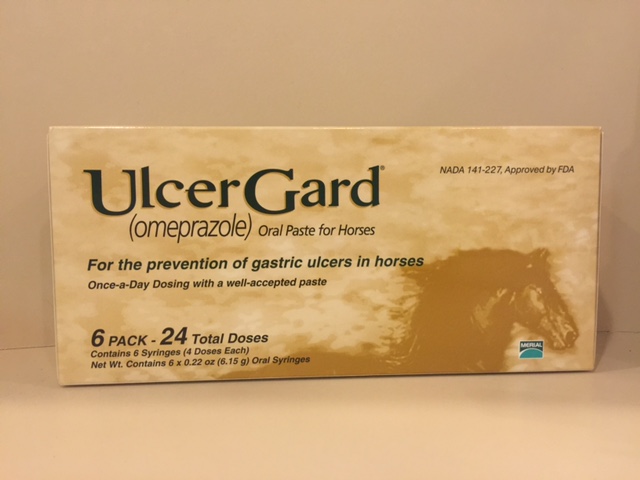 UlcerGard®
NADA 141-227, Approved by FDA
(omeprazole) Oral Paste for Horses
For the prevention of gastric ulcers in horses
Once-a-Day Dosing with a well-accepted paste
6 PACK - 24 Total Doses
Contains 6 Syringes (4 Doses Each)
Net Wt. Contains 6 x 0.22 oz (6.15 g) Oral Syringes
MERIAL